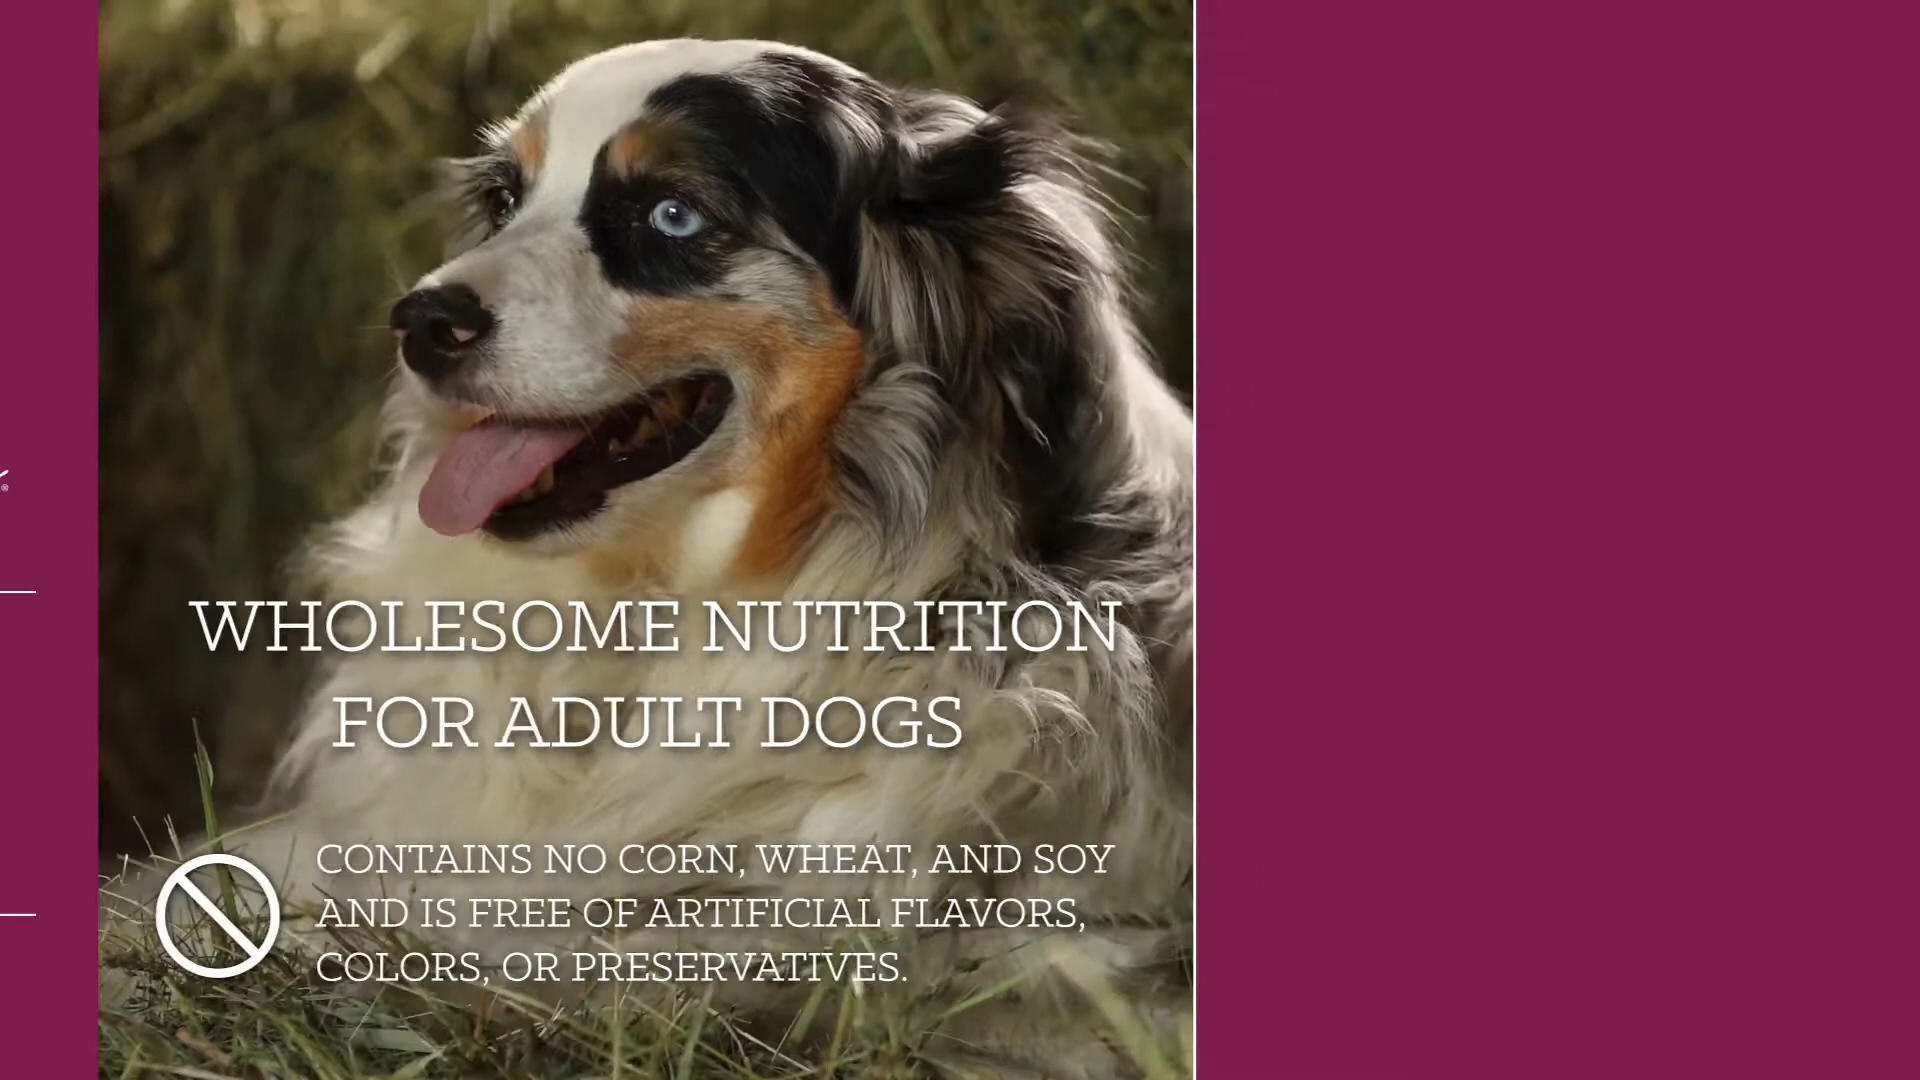 WHOLESOME NUTRITION
FOR ADULT DOGS
CONTAINS NO CORN, WHEAT, AND SOY
AND IS FREE OF ARTIFICIAL FLAVORS,
COLORS, OR PRESERVATIVES.